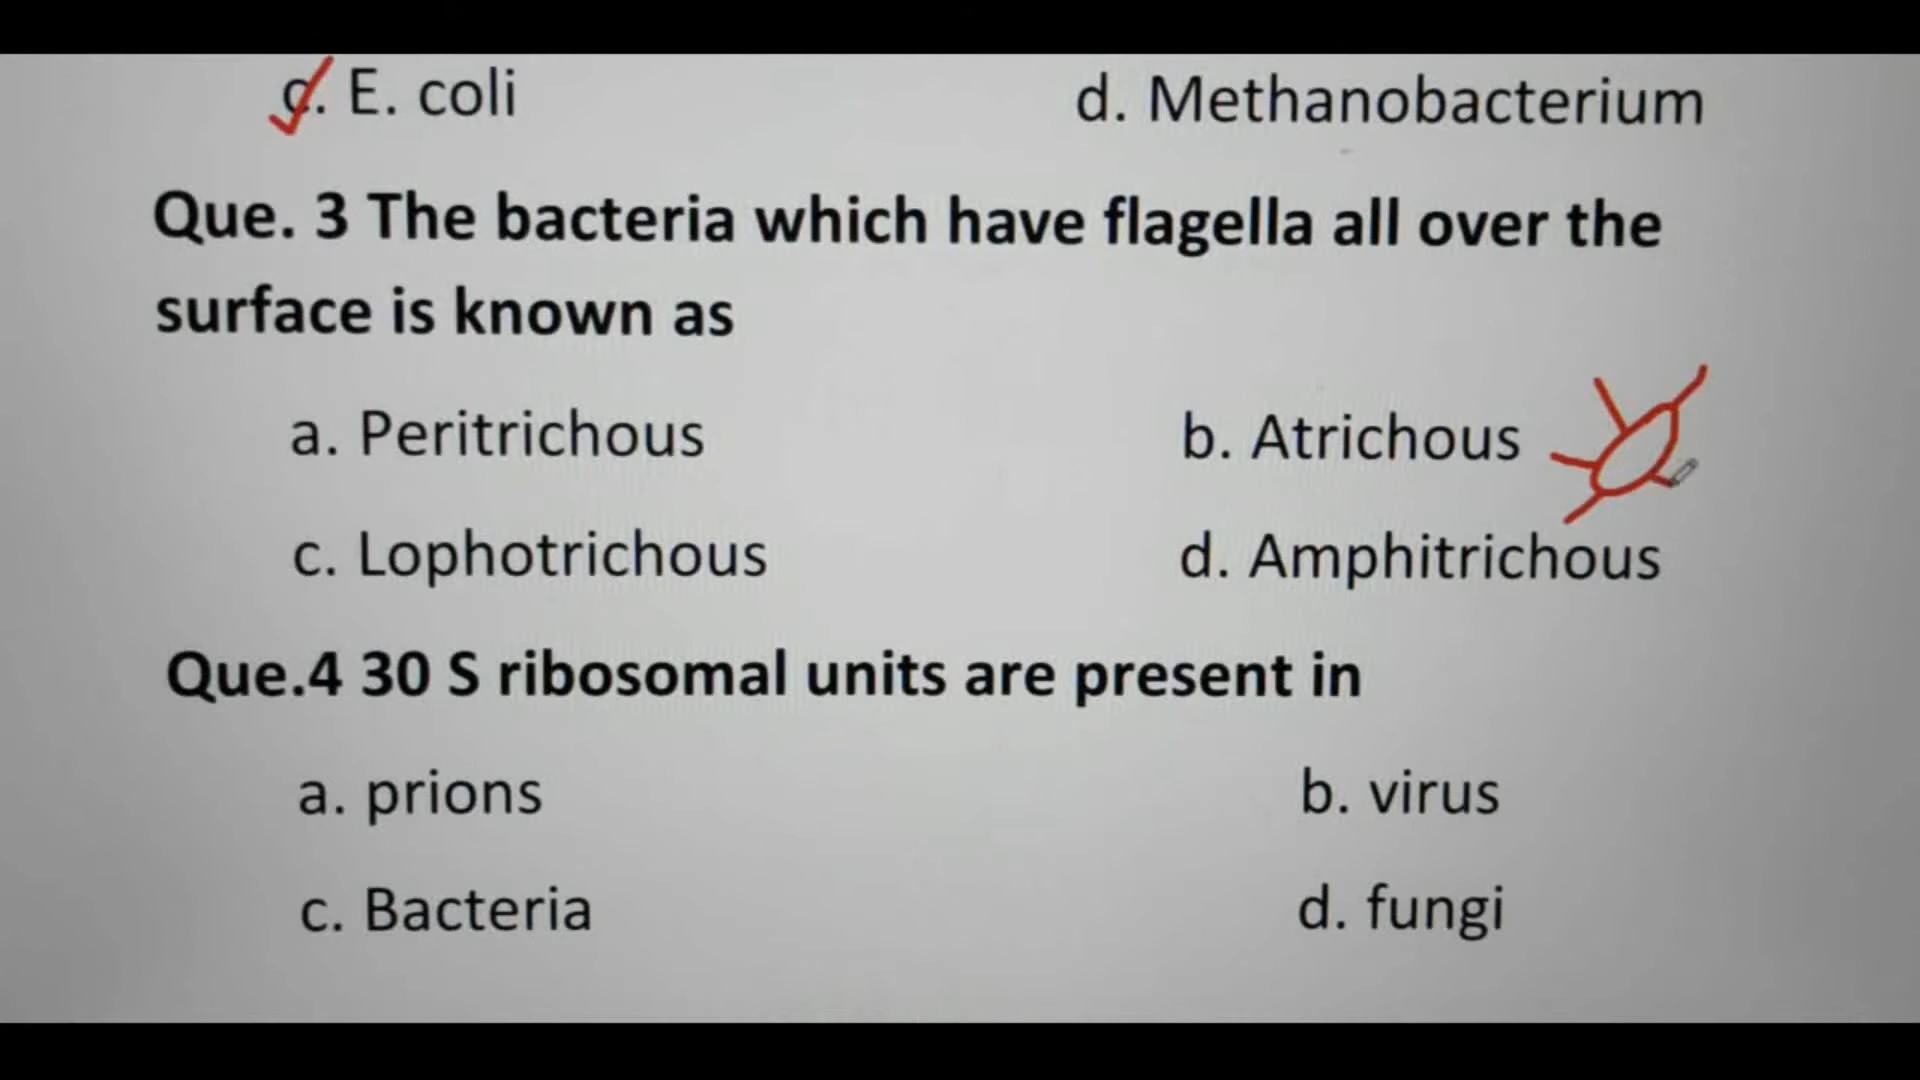 c. E. coli
d. Methanobacterium
Que. 3 The bacteria which have flagella all over the
surface is known as
a. Peritrichous
b. Atrichous
c. Lophotrichous
d. Amphitrichous
Que.4 30 S ribosomal units are present in
a. prions
b. virus
c. Bacteria
d. fungi